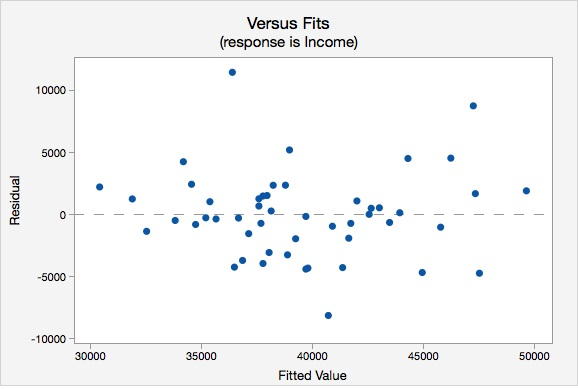 Versus Fits
(response is Income)
10000
5000
0
-5000
-10000
Residual
30000 35000 40000 45000 50000
Fitted Value